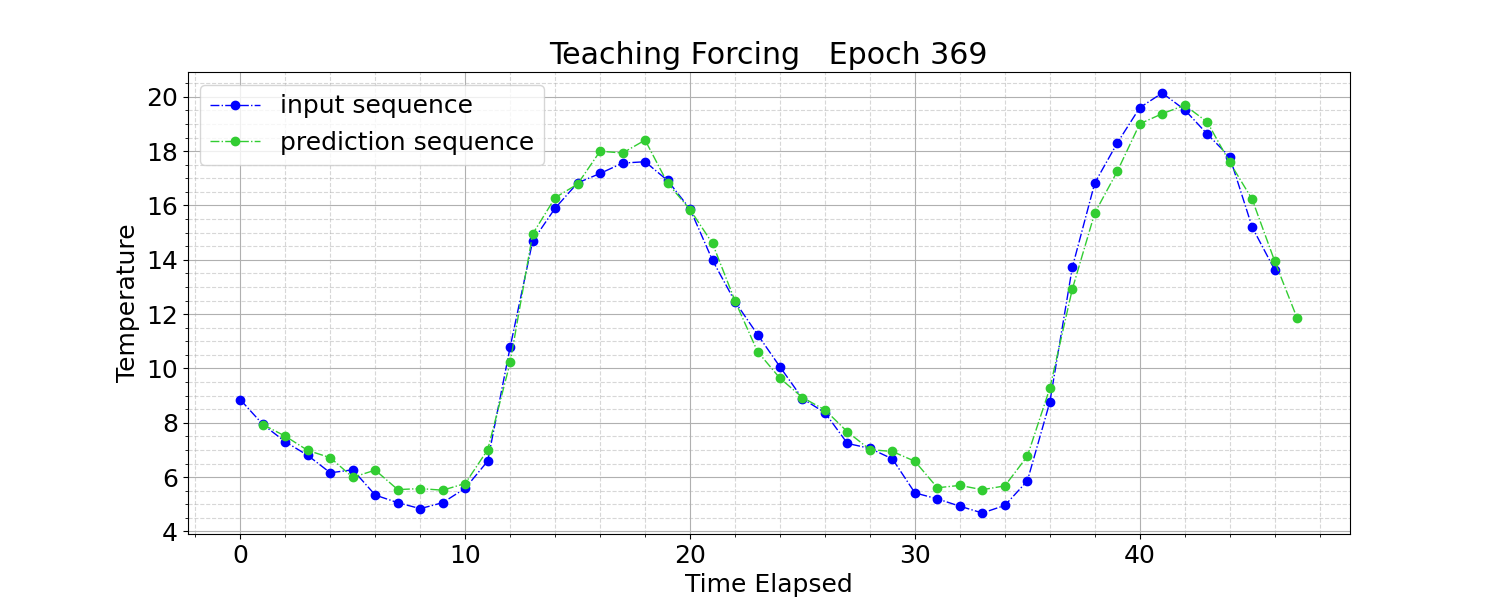 Teaching Forcing   Epoch 369
input sequence
prediction sequence
Temperature
20
18
16
14
12
10
8
6
4
0 10 20 30 40
Time Elapsed